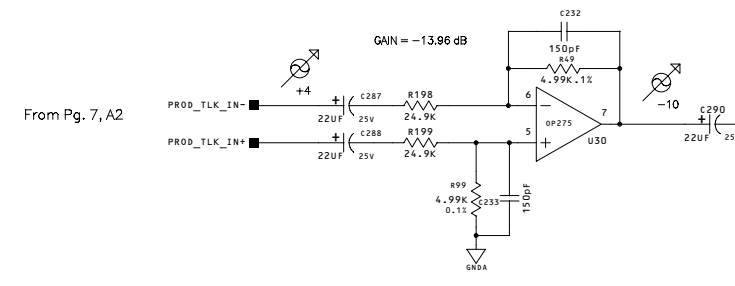 C232
GAIN = -13.96 dB
150pF
R49
4.99K.1%
+4
-10
C287
R198
From Pg. 7, A2
PROD_TLK_IN-
+
6
-
7
+
C290
22UF
25V
24.9K
OP275
C288
R199
22UF
25
PROD_TLK_IN+
+
5
+
U30
22UF
25V
24.9K
R99
4.99K
0.1%
C233
150pF
GNDA